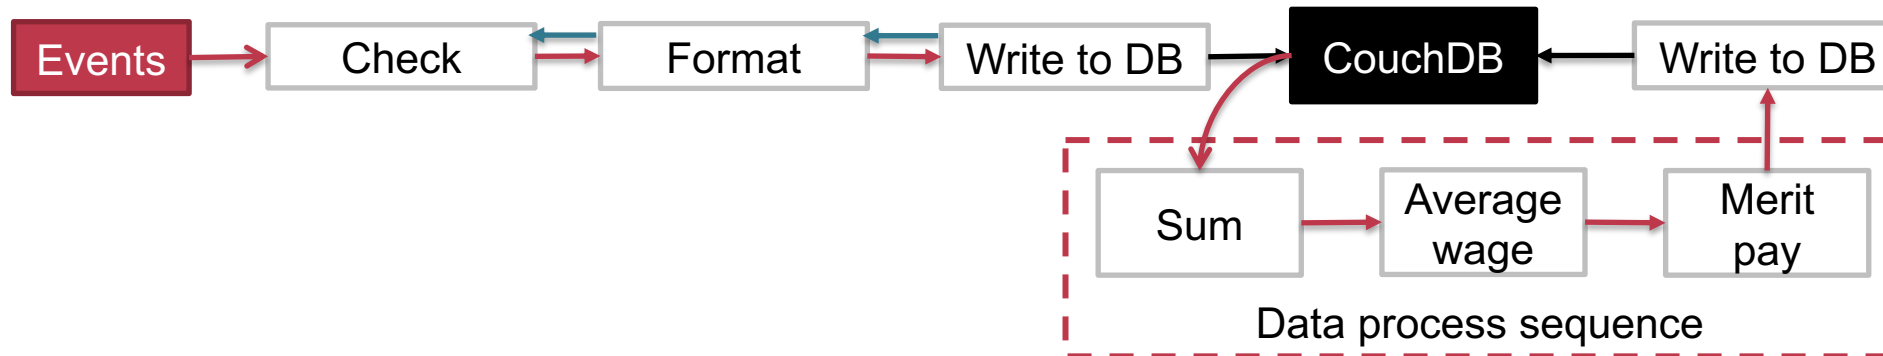 Events
Check
Format
Write to DB
CouchDB
Write to DB
Sum
Average
wage
Merit
pay
Data process sequence